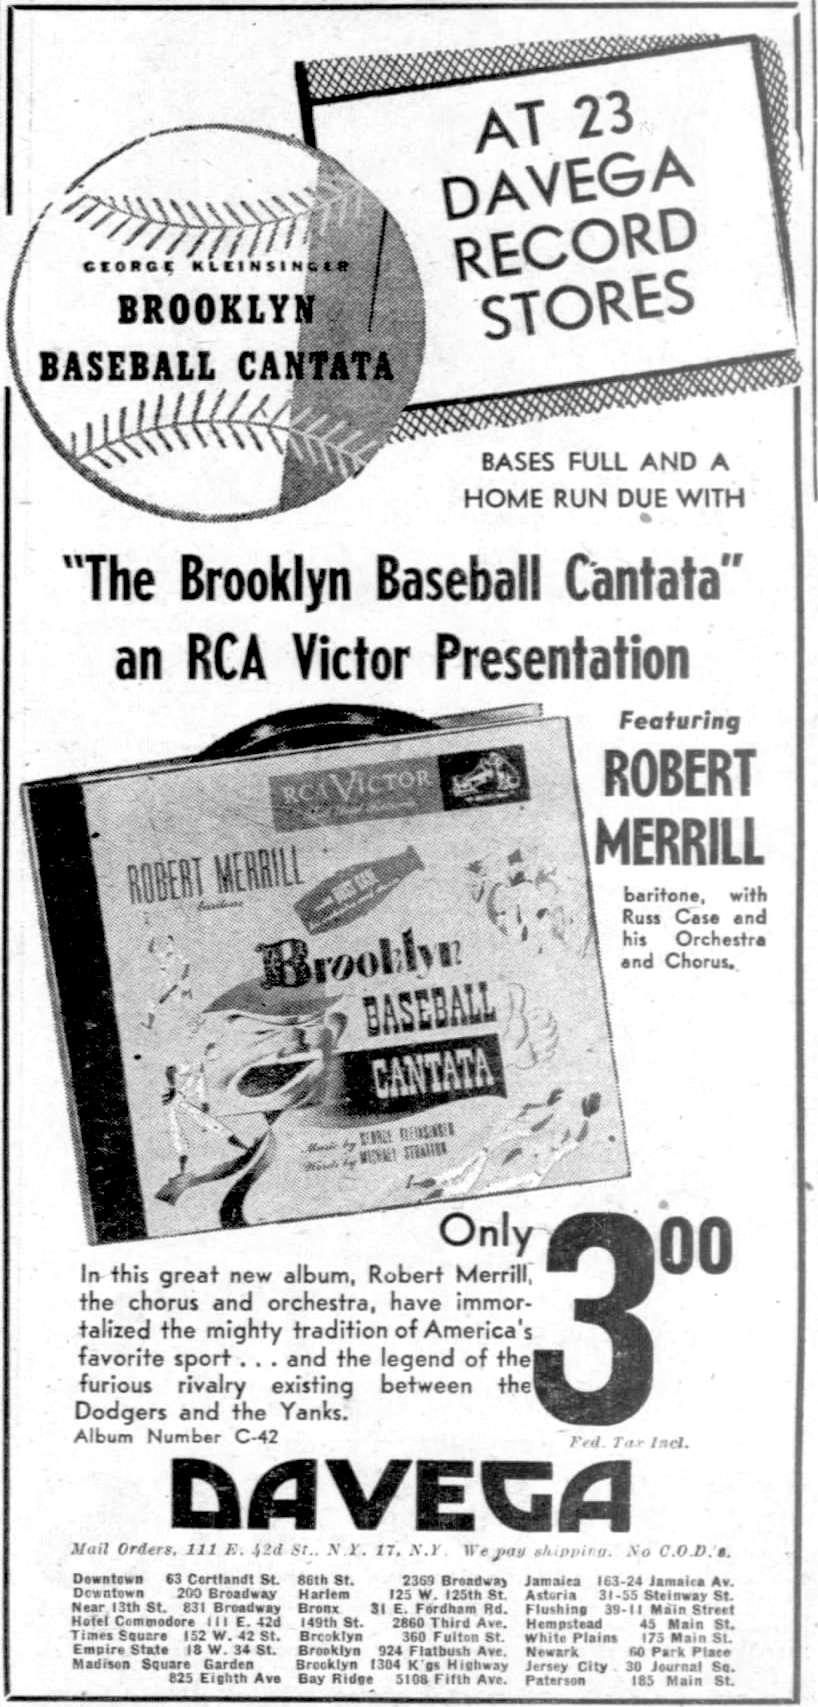 AT 23
DAVEGA
RECORD
STORES
GEORGE KLEINSINGER
BROOKLYN
BASEBALL CANTATA
BASES FULL AND A
HOME RUN DUE WITH
"The Brooklyn Baseball Cantata"
an RCA Victor Presentation
Featuring
ROBERT
MERRILL
baritone, with
Russ Case and
his Orchestra
and Chorus.
RCA VICTOR
ROBERT MERRILL
baritone
Brooklyn
BASEBALL
CANTATA
Music by GEORGE KLEINSINGER
Words by MICHAEL STRATTON
Only 3 00
In this great new album, Robert Merrill,
the chorus and orchestra, have immor-
talized the mighty tradition of America's
favorite sport . . . and the legend of the
furious rivalry existing between the
Dodgers and the Yanks.
Album Number C-42
Fed. Tax Incl.
DAVEGA
Mail Orders, 111 E. 42d St., N.Y. 17, N.Y. We pay shipping. No C.O.D.'s.
Downtown 63 Cortlandt St.
Downtown 200 Broadway
Near 13th St. 831 Broadway
Hotel Commodore 111 E. 42d
Times Square 152 W. 42 St.
Empire State 18 W. 34 St.
Madison Square Garden
825 Eighth Ave
86th St. 2369 Broadway
Harlem 125 W. 125th St.
Bronx 31 E. Fordham Rd.
149th St. 2860 Third Ave.
Brooklyn 360 Fulton St.
Brooklyn 924 Flatbush Ave.
Brooklyn 1304 K'gs Highway
Bay Ridge 5108 Fifth Ave.
Jamaica 163-24 Jamaica Av.
Astoria 31-55 Steinway St.
Flushing 39-11 Main Street
Hempstead 45 Main St.
White Plains 175 Main St.
Newark 60 Park Place
Jersey City . 30 Journal Sq.
Paterson 185 Main St.